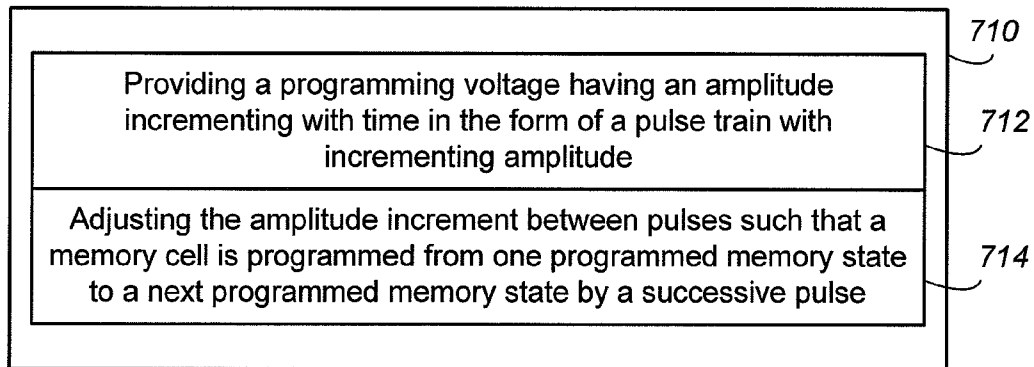 710
Providing a programming voltage having an amplitude
incrementing with time in the form of a pulse train with
incrementing amplitude
712
Adjusting the amplitude increment between pulses such that a
memory cell is programmed from one programmed memory state
to a next programmed memory state by a successive pulse
714